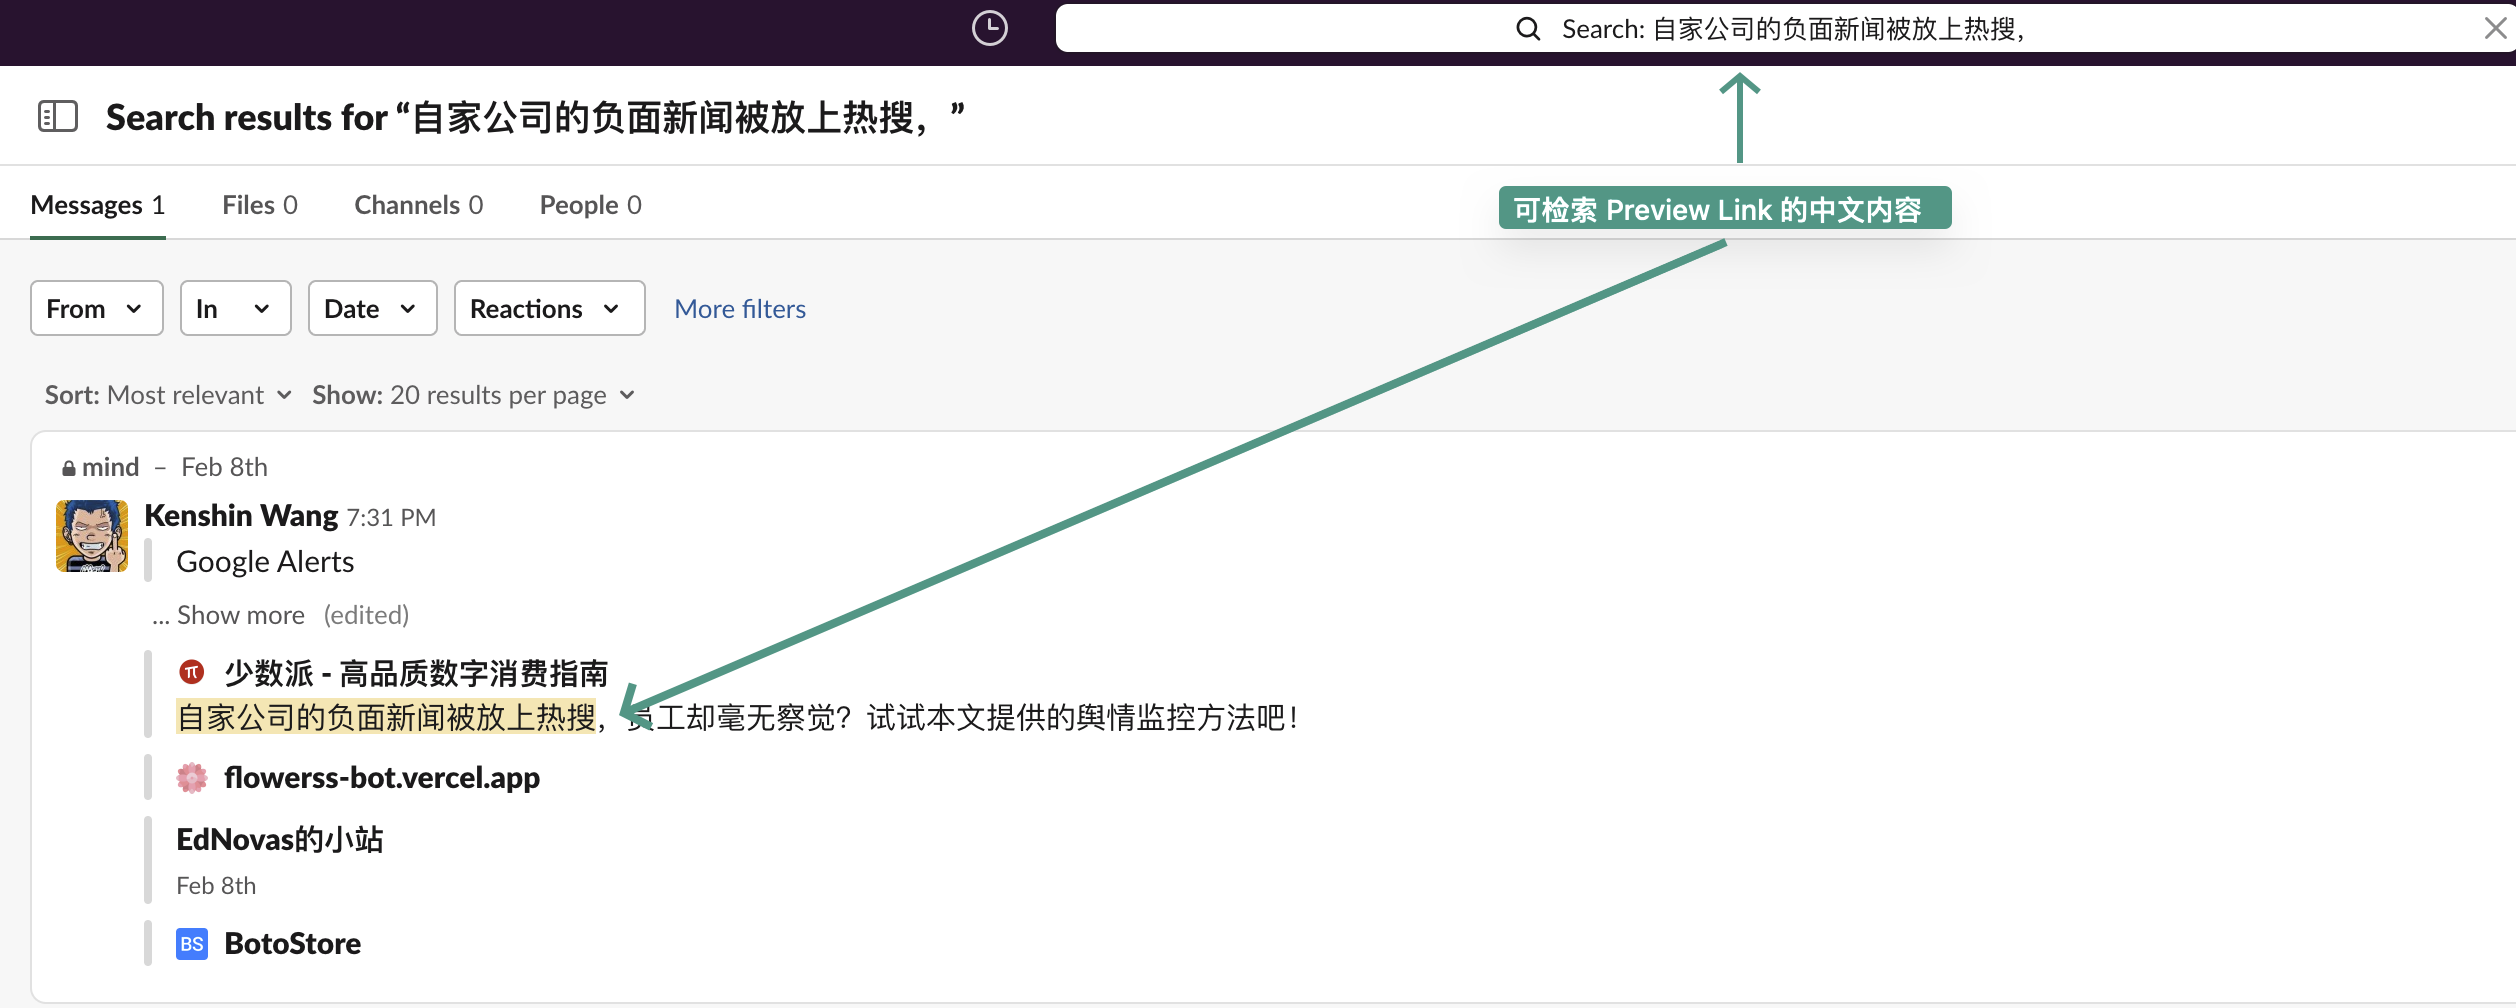 Search: 自家公司的负面新闻被放上热搜，
Search results for “自家公司的负面新闻被放上热搜，”
Messages 1 Files 0 Channels 0 People 0
可检索 Preview Link 的中文内容
From In Date Reactions More filters
Sort: Most relevant Show: 20 results per page
mind – Feb 8th
Kenshin Wang 7:31 PM
Google Alerts
... Show more (edited)
少数派 - 高品质数字消费指南
自家公司的负面新闻被放上热搜，员工却毫无察觉？试试本文提供的舆情监控方法吧！
flowerss-bot.vercel.app
EdNovas的小站
Feb 8th
BS BotoStore